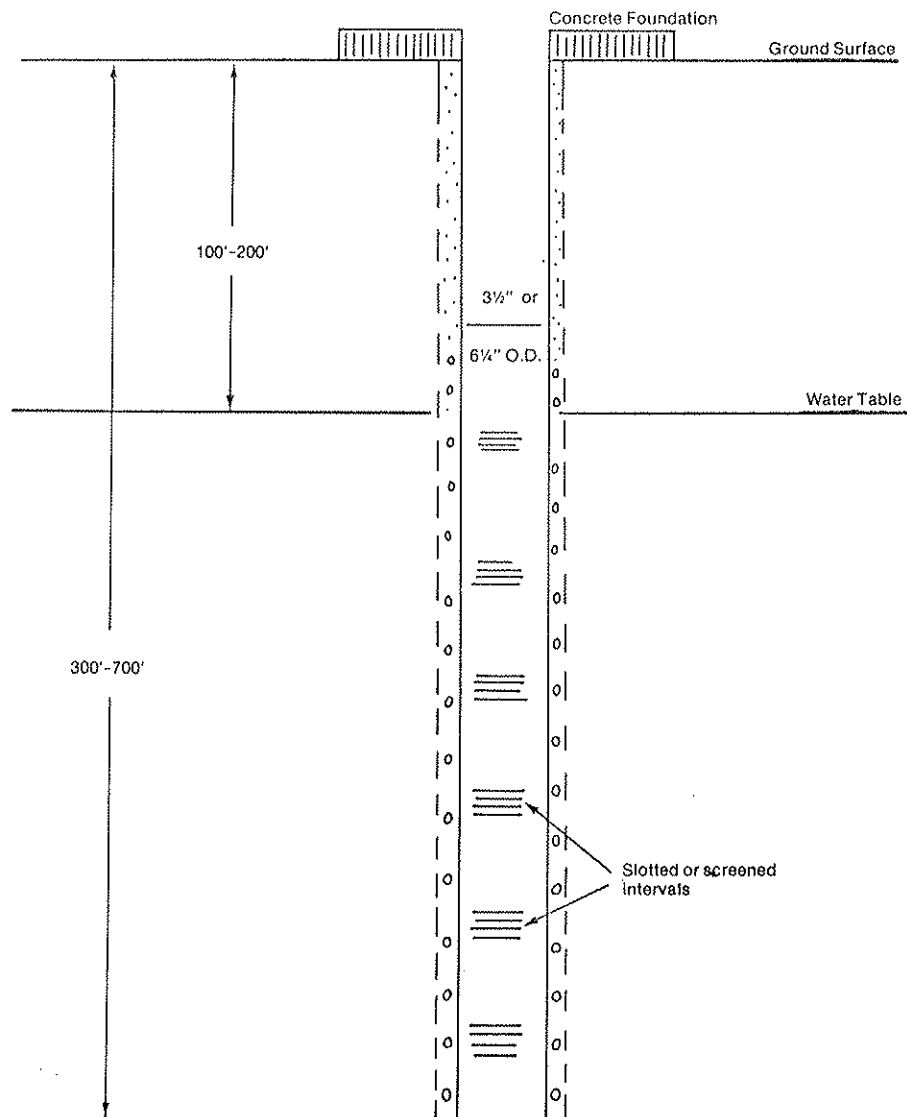 Concrete Foundation
Ground Surface
100'-200'
3½" or
6¼" O.D.
Water Table
300'-700'
Slotted or screened
intervals